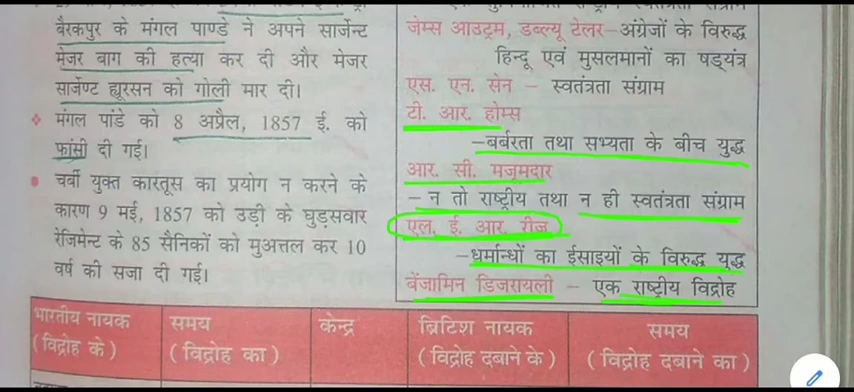 बैरकपुर के मंगल पाण्डे ने अपने सार्जेन्ट
मेजर बाग की हत्या कर दी और मेजर
सार्जेण्ट ह्यूरसन को गोली मार दी।
मंगल पांडे को 8 अप्रैल, 1857 ई. को
फांसी दी गई।
चर्वी युक्त कारतूस का प्रयोग न करने के
कारण 9 मई, 1857 को उड़ी के घुड़सवार
रेजिमेण्ट के 85 सैनिकों को मुअत्तल कर 10
वर्ष की सजा दी गई।
जेम्स आउट्रम, डब्ल्यू टेलर–अंग्रेजों के विरुद्ध
हिन्दू एवं मुसलमानों का षड्यंत्र
एस. एन. सेन – स्वतंत्रता संग्राम
टी. आर. होम्स
–बर्बरता तथा सभ्यता के बीच युद्ध
आर. सी. मजूमदार
– न तो राष्ट्रीय तथा न ही स्वतंत्रता संग्राम
एल. ई. आर. रीज
–धर्मान्धों का ईसाइयों के विरुद्ध युद्ध
बेंजामिन डिजरायली – एक राष्ट्रीय विद्रोह
भारतीय नायक समय केन्द्र ब्रिटिश नायक समय
(विद्रोह के) (विद्रोह का) (विद्रोह दबाने के) (विद्रोह दबाने का)